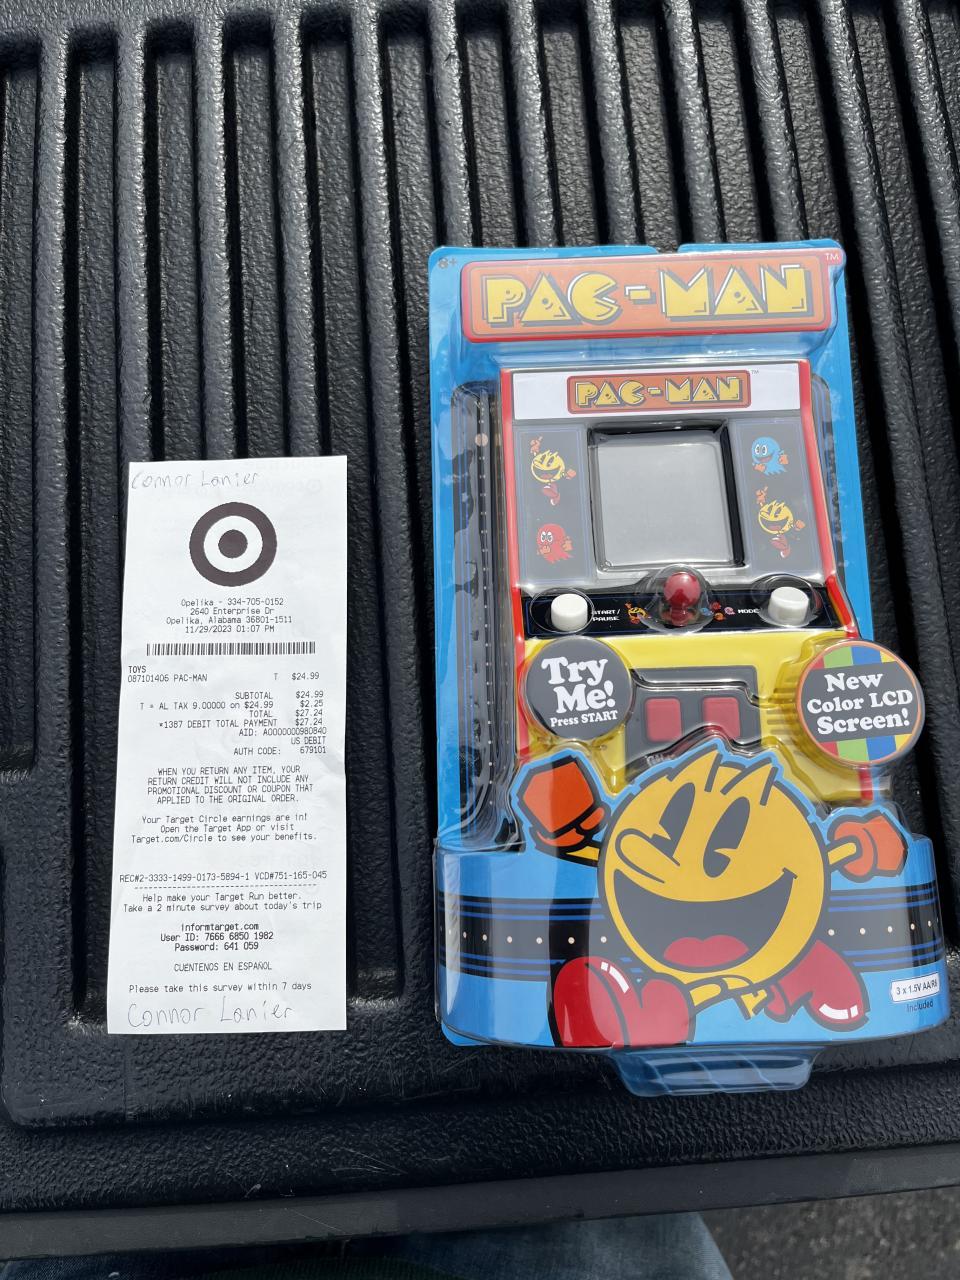 Connor Lanier
Opelika - 334-705-0152
2640 Enterprise Dr
Opelika, Alabama 36801-1511
11/29/2023 01:07 PM
TOYS
087101406 PAC-MAN T $24.99
SUBTOTAL $24.99
T = AL TAX 9.00000 on $24.99 $2.25
TOTAL $27.24
*1387 DEBIT TOTAL PAYMENT $27.24
AID: A0000000980840
US DEBIT
AUTH CODE: 679101
WHEN YOU RETURN ANY ITEM, YOUR
RETURN CREDIT WILL NOT INCLUDE ANY
PROMOTIONAL DISCOUNT OR COUPON THAT
APPLIED TO THE ORIGINAL ORDER.
Your Target Circle earnings are in!
Open the Target App or visit
Target.com/Circle to see your benefits.
REC#2-3333-1499-0173-5894-1 VCD#751-165-045
Help make your Target Run better.
Take a 2 minute survey about today's trip
informtarget.com
User ID: 7666 6850 1982
Password: 641 059
CUÉNTENOS EN ESPAÑOL
Please take this survey within 7 days
Connor Lanier
8+
PAC-MAN TM
PAC-MAN TM
START/
PAUSE
MODE
Try
Me!
Press START
New
Color LCD
Screen!
3 x 1.5V AA/R6
Included